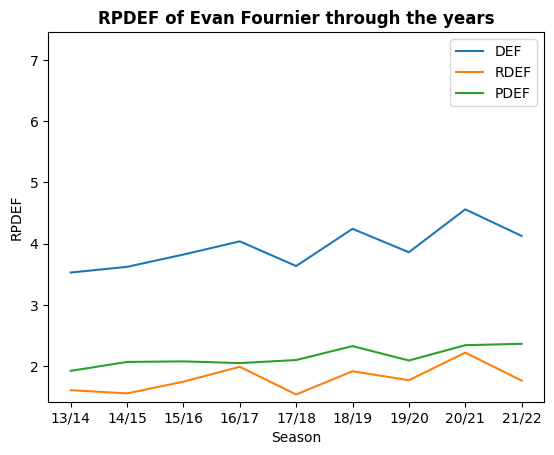 RPDEF of Evan Fournier through the years
DEF
RDEF
PDEF
7
6
5
4
3
2
RPDEF
13/14 14/15 15/16 16/17 17/18 18/19 19/20 20/21 21/22
Season